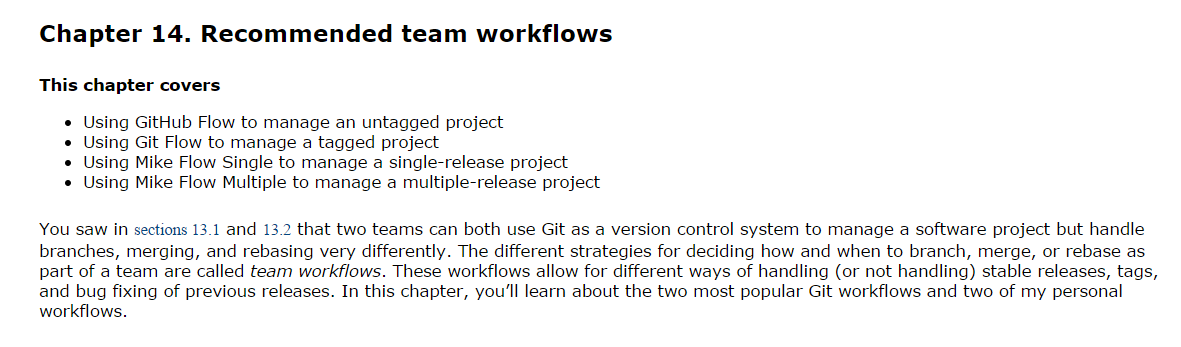 Chapter 14. Recommended team workflows
This chapter covers
• Using GitHub Flow to manage an untagged project
• Using Git Flow to manage a tagged project
• Using Mike Flow Single to manage a single-release project
• Using Mike Flow Multiple to manage a multiple-release project
You saw in sections 13.1 and 13.2 that two teams can both use Git as a version control system to manage a software project but handle
branches, merging, and rebasing very differently. The different strategies for deciding how and when to branch, merge, or rebase as
part of a team are called team workflows. These workflows allow for different ways of handling (or not handling) stable releases, tags,
and bug fixing of previous releases. In this chapter, you’ll learn about the two most popular Git workflows and two of my personal
workflows.